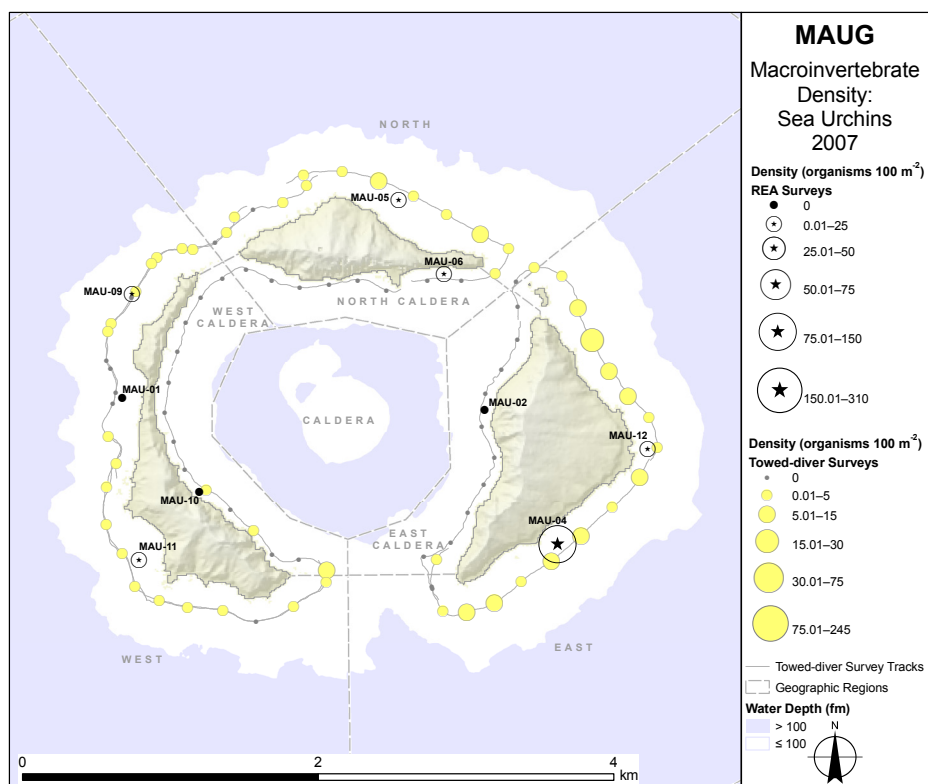 MAUG
Macroinvertebrate
Density:
Sea Urchins
2007
Density (organisms 100 m⁻²)
REA Surveys
0
0.01–25
25.01–50
50.01–75
75.01–150
150.01–310
Density (organisms 100 m⁻²)
Towed-diver Surveys
0
0.01–5
5.01–15
15.01–30
30.01–75
75.01–245
Towed-diver Survey Tracks
Geographic Regions
Water Depth (fm)
> 100
≤ 100
N
NORTH
MAU-05
MAU-06
MAU-09
NORTH CALDERA
WEST
CALDERA
MAU-01
MAU-02
CALDERA
MAU-12
MAU-10
MAU-04
EAST
CALDERA
MAU-11
WEST
EAST
0
2
4
km